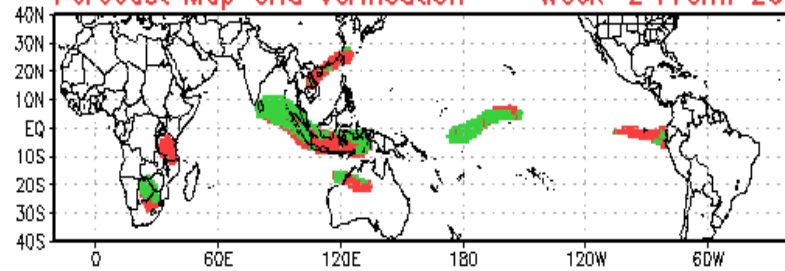 Forecast Map and Verification Week-2 From: 20
40N
30N
20N
10N
EQ
10S
20S
30S
40S
0 60E 120E 180 120W 60W